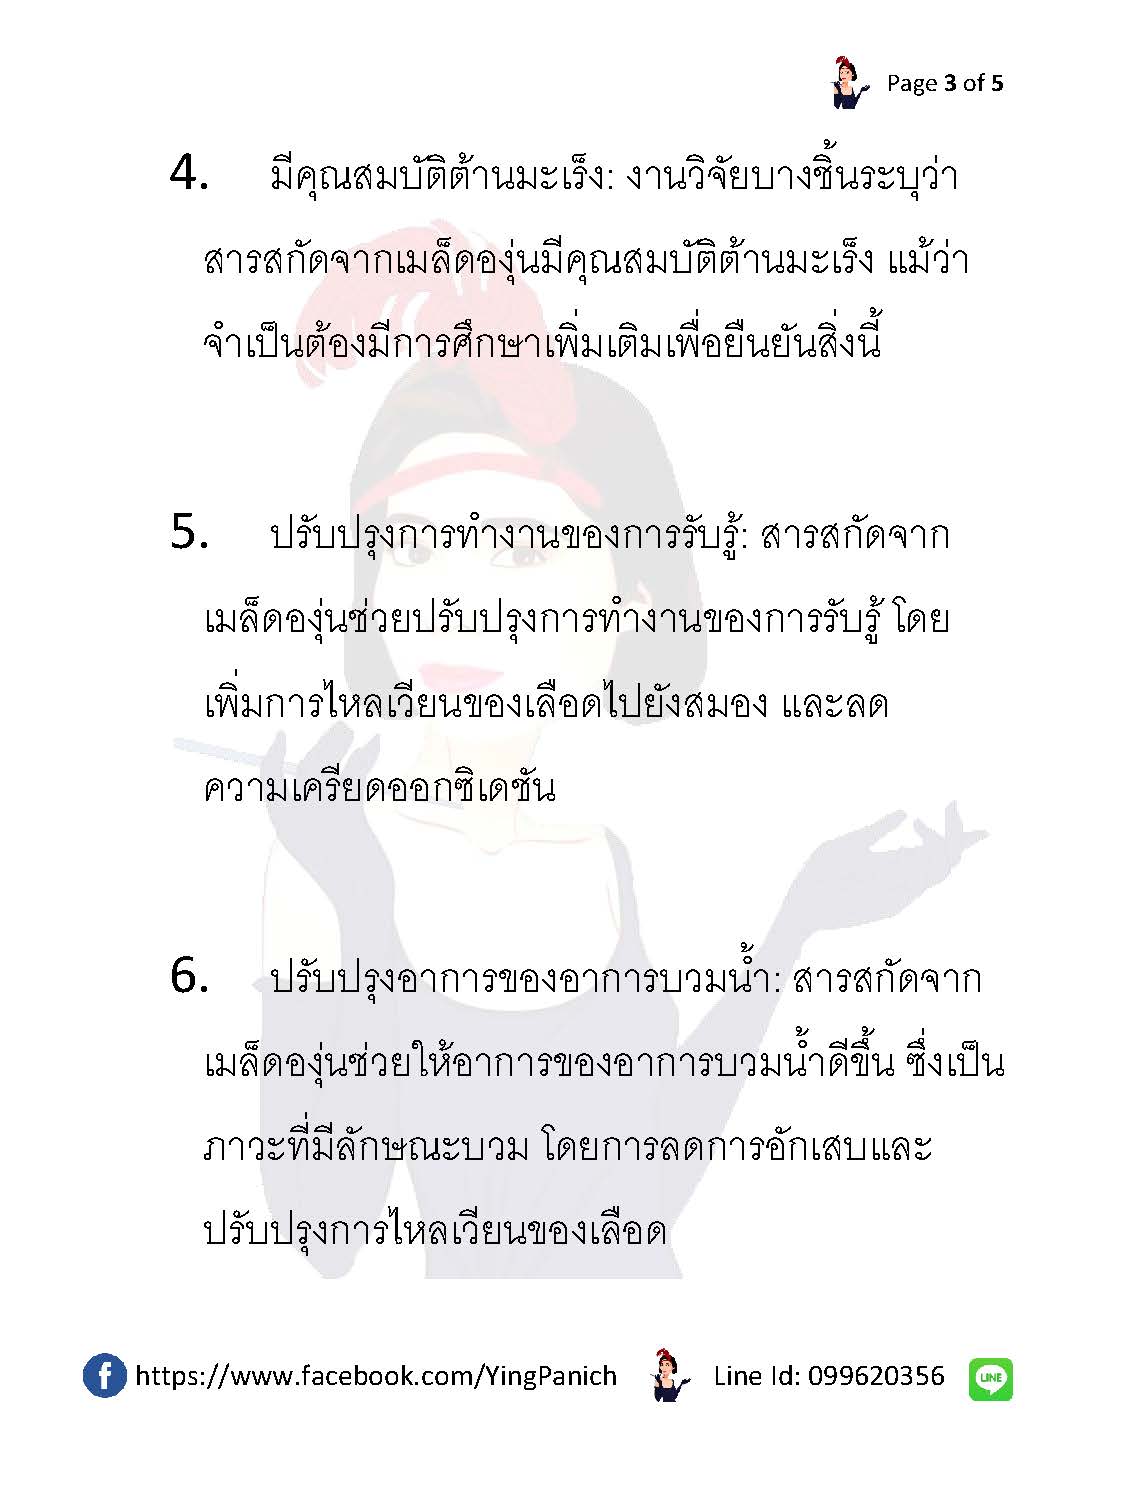 Page 3 of 5
4. มีคุณสมบัติต้านมะเร็ง: งานวิจัยบางชิ้นระบุว่า
สารสกัดจากเมล็ดองุ่นมีคุณสมบัติต้านมะเร็ง แม้ว่า
จำเป็นต้องมีการศึกษาเพิ่มเติมเพื่อยืนยันสิ่งนี้
5. ปรับปรุงการทำงานของการรับรู้: สารสกัดจาก
เมล็ดองุ่นช่วยปรับปรุงการทำงานของการรับรู้ โดย
เพิ่มการไหลเวียนของเลือดไปยังสมอง และลด
ความเครียดออกซิเดชัน
6. ปรับปรุงอาการของอาการบวมน้ำ: สารสกัดจาก
เมล็ดองุ่นช่วยให้อาการของอาการบวมน้ำดีขึ้น ซึ่งเป็น
ภาวะที่มีลักษณะบวม โดยการลดการอักเสบและ
ปรับปรุงการไหลเวียนของเลือด
https://www.facebook.com/YingPanich Line Id: 099620356 LINE